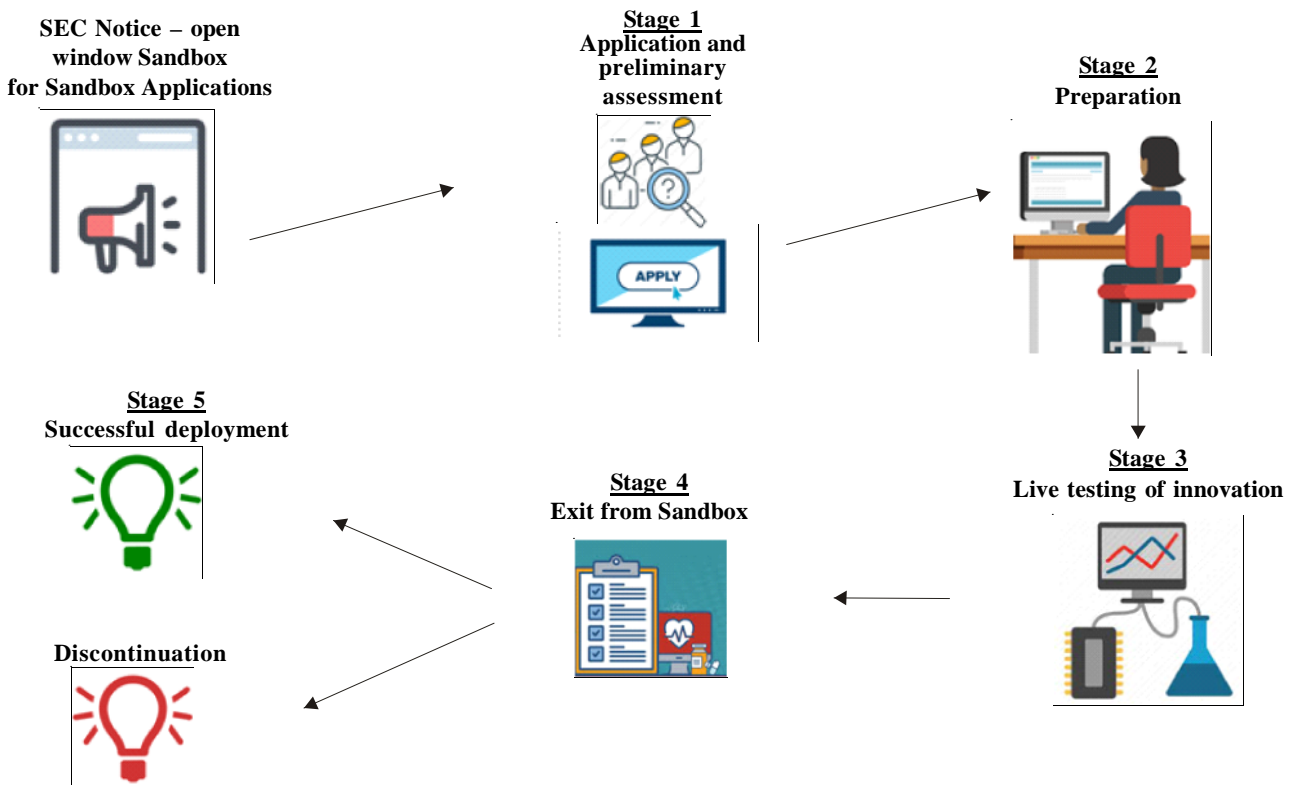 SEC Notice – open
window Sandbox
for Sandbox Applications
Stage 1
Application and
preliminary
assessment
?
APPLY
Stage 2
Preparation
Stage 3
Live testing of innovation
Stage 4
Exit from Sandbox
Stage 5
Successful deployment
Discontinuation